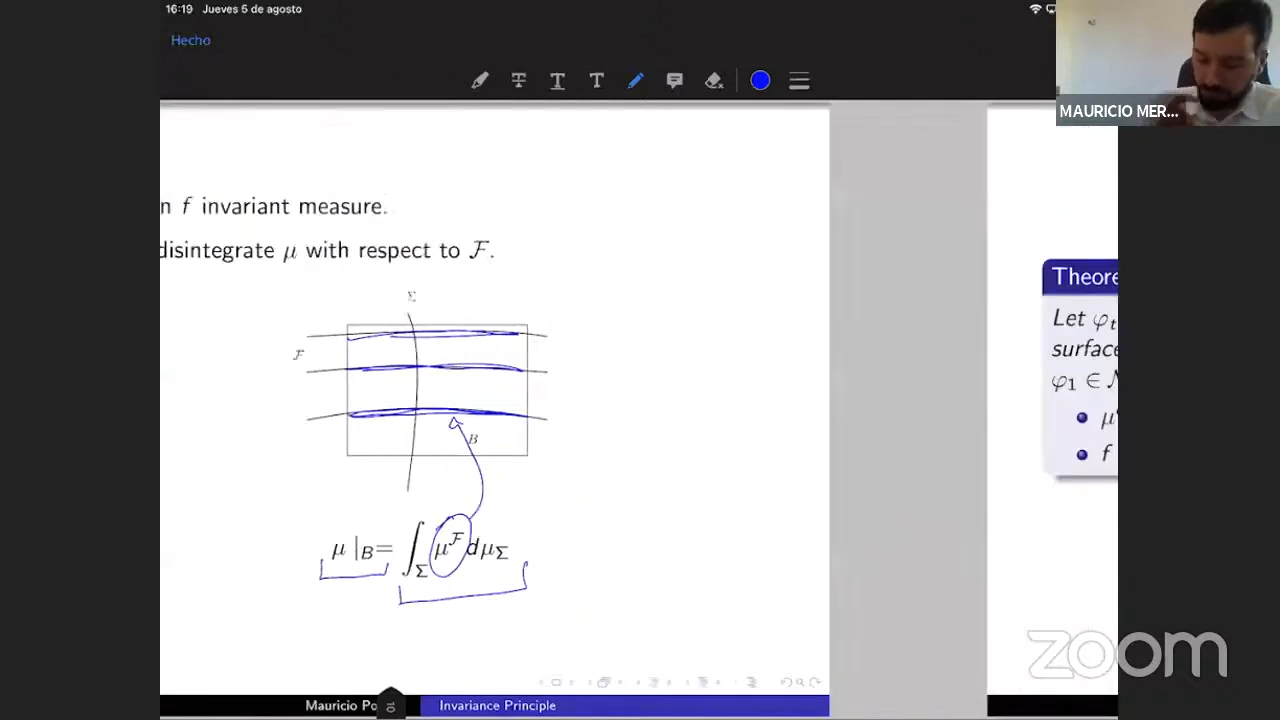 16:19 Jueves 5 de agosto
Hecho
MAURICIO MER...
n f invariant measure.
disintegrate μ with respect to F.
Σ
F
B
μ |B= ∫Σ μ^F dμΣ
Theore
Let φt
surface
φ1 ∈ N
μ
f
zoom
Mauricio Po
10
Invariance Principle